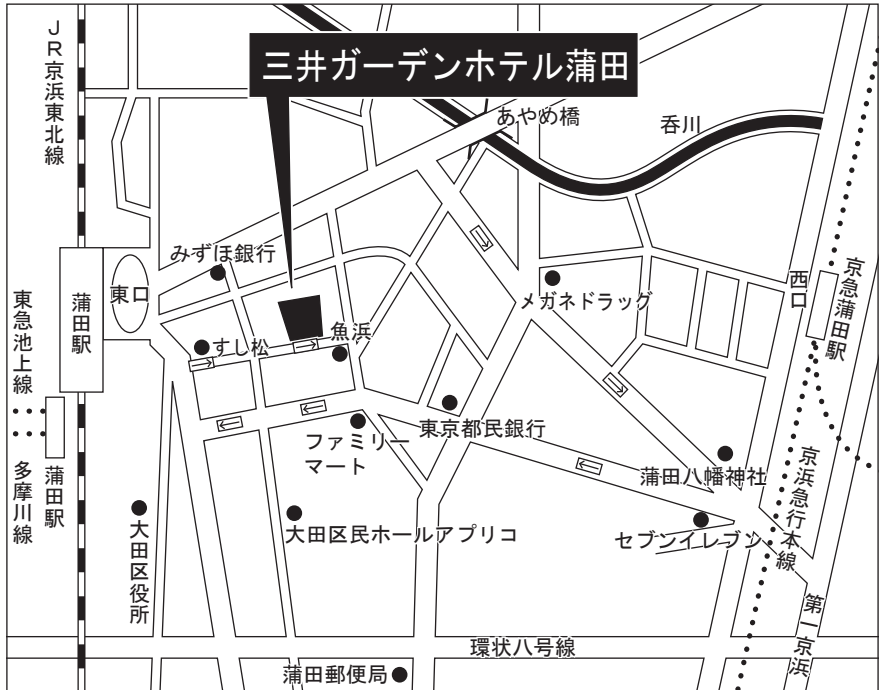 JR京浜東北線
三井ガーデンホテル蒲田
あやめ橋
呑川
みずほ銀行
東口
蒲田駅
東急池上線
すし松
魚浜
メガネドラッグ
西口
京急蒲田駅
ファミリー
マート
東京都民銀行
蒲田八幡神社
多摩川線
蒲田駅
大田区役所
大田区民ホールアプリコ
セブンイレブン
京浜急行本線
第一京浜
環状八号線
蒲田郵便局